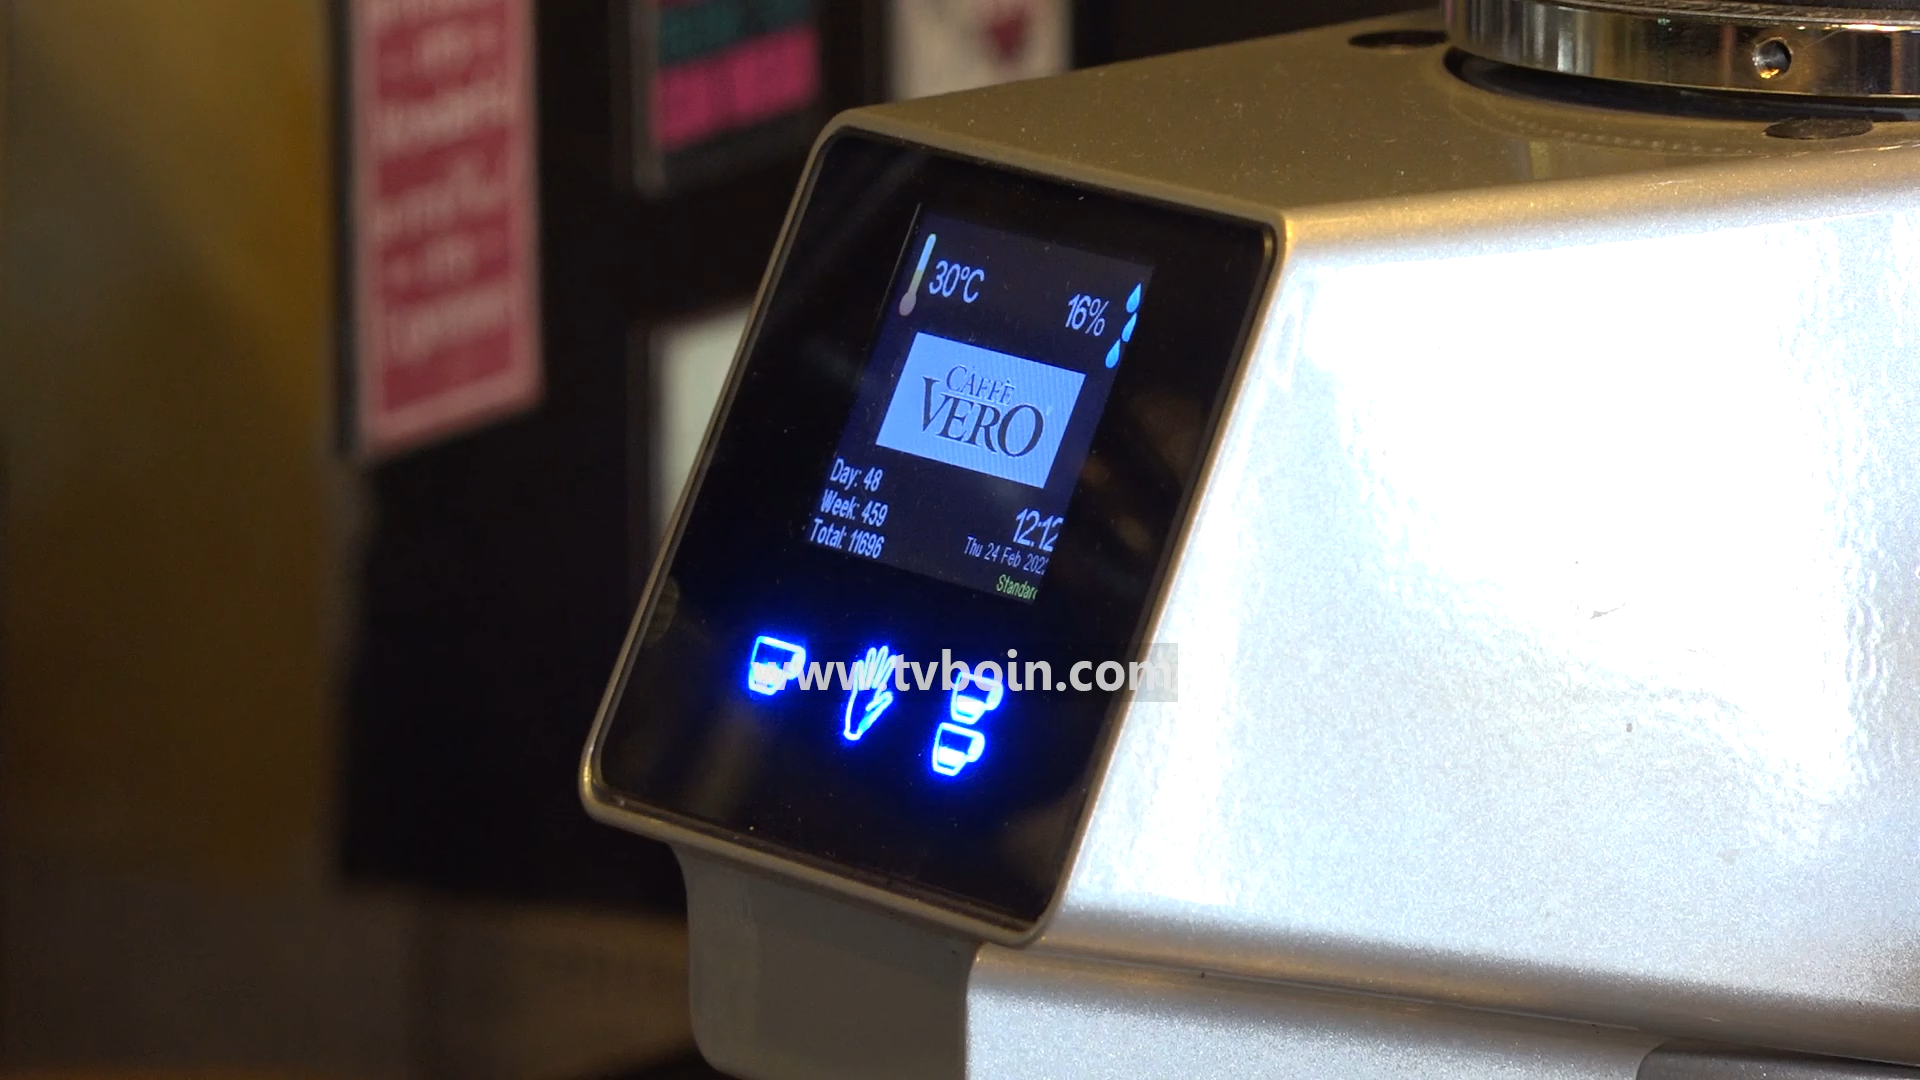 30°C
16%
CAFFÈ
VERO
Day: 48
Week: 459
Total: 11696
12:12
Thu 24 Feb 202
Standar
www.tvboin.com